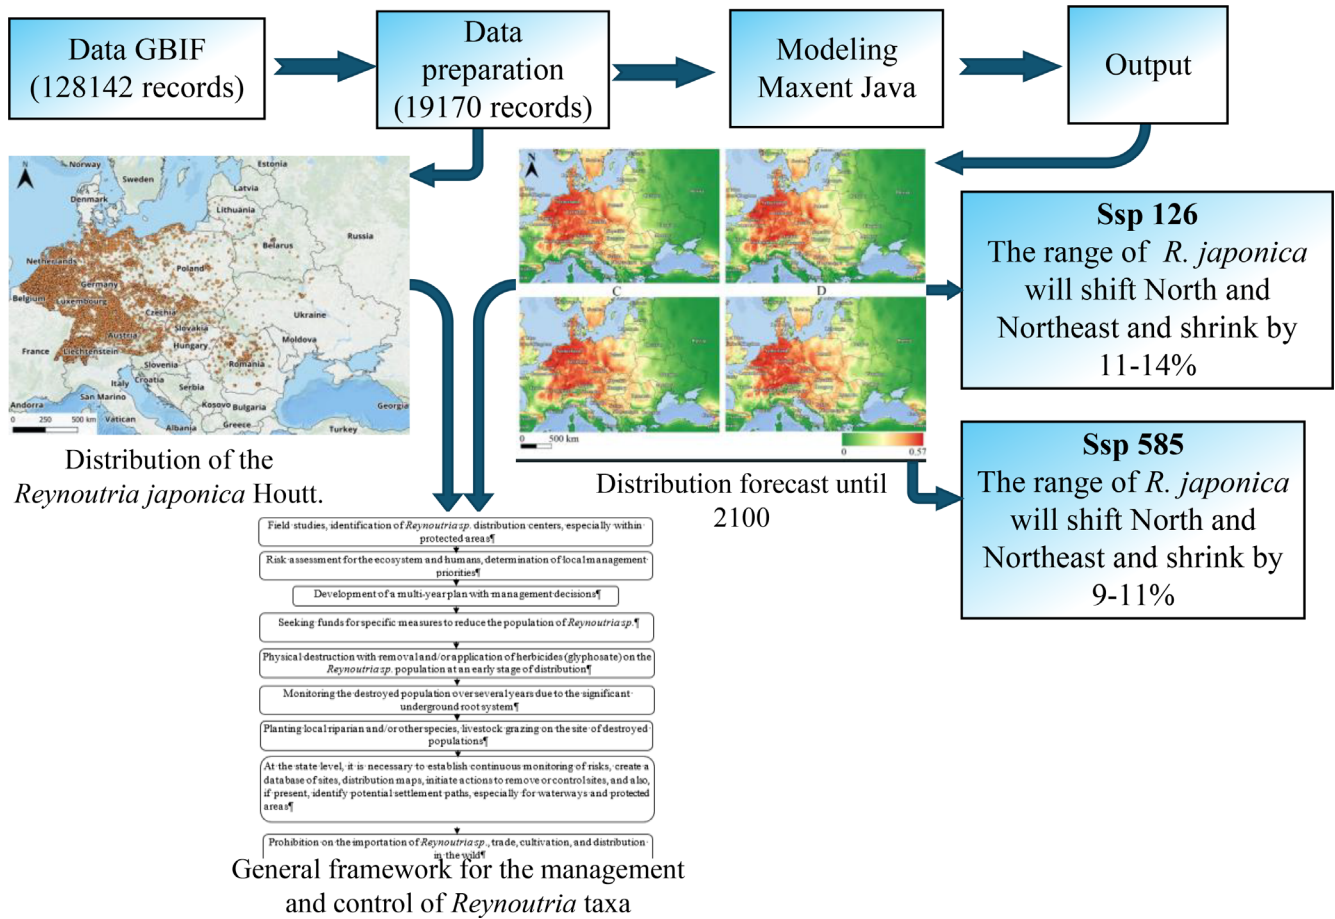 Data GBIF
(128142 records)
Data
preparation
(19170 records)
Modeling
Maxent Java
Output
N
Norway
Estonia
Sweden
Latvia
Denmark
Lithuania
Russia
Belarus
Netherlands
Poland
Germany
Belgium
Luxembourg
Czechia
Ukraine
Slovakia
Austria
Moldova
France
Liechtenstein
Hungary
Romania
Slovenia
Italy
Croatia
Serbia
San Marino
Andorra
Kosovo
Bulgaria
Georgia
Vatican
Albania
Greece
Turkey
0 250 500 km
Distribution of the
Reynoutria japonica Houtt.
N
C
D
0 500 km
0 0.57
Distribution forecast until
2100
Ssp 126
The range of R. japonica
will shift North and
Northeast and shrink by
11-14%
Ssp 585
The range of R. japonica
will shift North and
Northeast and shrink by
9-11%
Field·studies,·identification·of·Reynoutria·sp.·distribution·centers,·especially·within·
protected·areas¶
Risk·assessment·for·the·ecosystem·and·humans,·determination·of·local·management·
priorities¶
Development·of·a·multi-year·plan·with·management·decisions¶
Seeking·funds·for·specific·measures·to·reduce·the·population·of·Reynoutria·sp.¶
Physical·destruction·with·removal·and/or·application·of·herbicides·(glyphosate)·on·the·
Reynoutria·sp.·population·at·an·early·stage·of·distribution¶
Monitoring·the·destroyed·population·over·several·years·due·to·the·significant·
underground·root·system¶
Planting·local·riparian·and/or·other·species,·livestock·grazing·on·the·site·of·destroyed·
populations¶
At·the·state·level,·it·is·necessary·to·establish·continuous·monitoring·of·risks,·create·a·
database·of·sites,·distribution·maps,·initiate·actions·to·remove·or·control·sites,·and·also,·
if·present,·identify·potential·settlement·paths,·especially·for·waterways·and·protected·
areas¶
Prohibition·on·the·importation·of·Reynoutria·sp.,·trade,·cultivation,·and·distribution·
in·the·wild¶
General framework for the management
and control of Reynoutria taxa